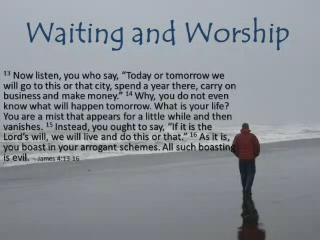 Waiting and Worship
13 Now listen, you who say, “Today or tomorrow we
will go to this or that city, spend a year there, carry on
business and make money.” 14 Why, you do not even
know what will happen tomorrow. What is your life?
You are a mist that appears for a little while and then
vanishes. 15 Instead, you ought to say, “If it is the
Lord’s will, we will live and do this or that.” 16 As it is,
you boast in your arrogant schemes. All such boasting
is evil. – James 4:13-16